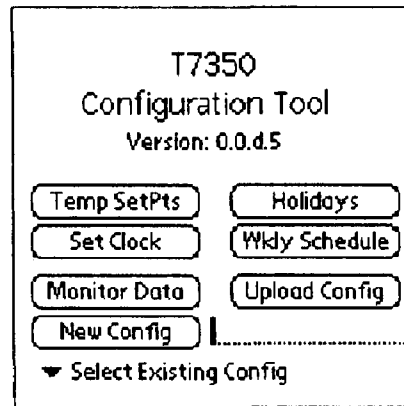 T7350
Configuration Tool
Version: 0.0.d.5
Temp SetPts Holidays
Set Clock Wkly Schedule
Monitor Data Upload Config
New Config
Select Existing Config